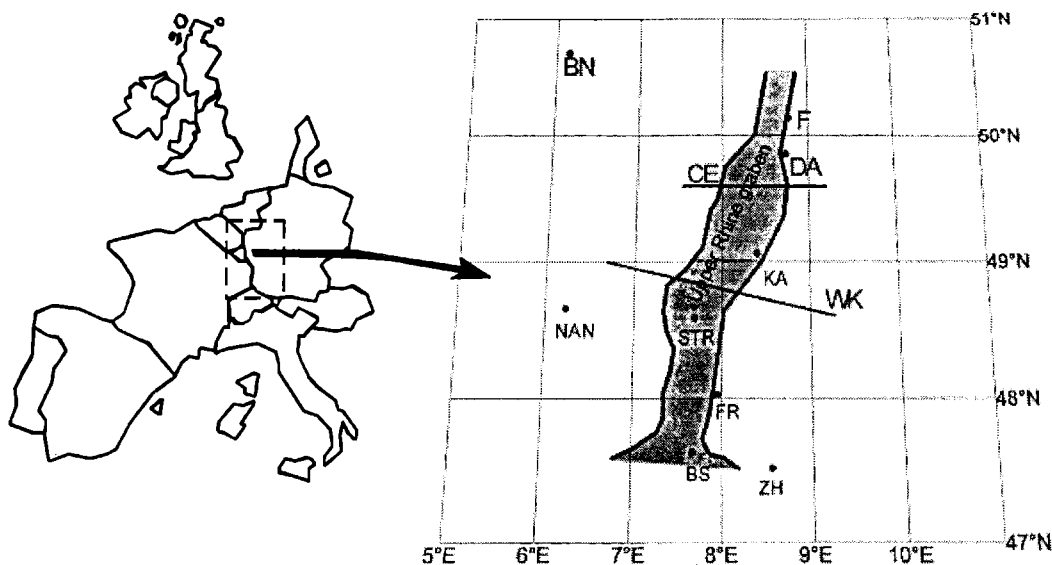 51°N
BN
F
50°N
CE
DA
Upper Rhine graben
49°N
KA
WK
NAN
STR
48°N
FR
BS
ZH
47°N
5°E
6°E
7°E
8°E
9°E
10°E